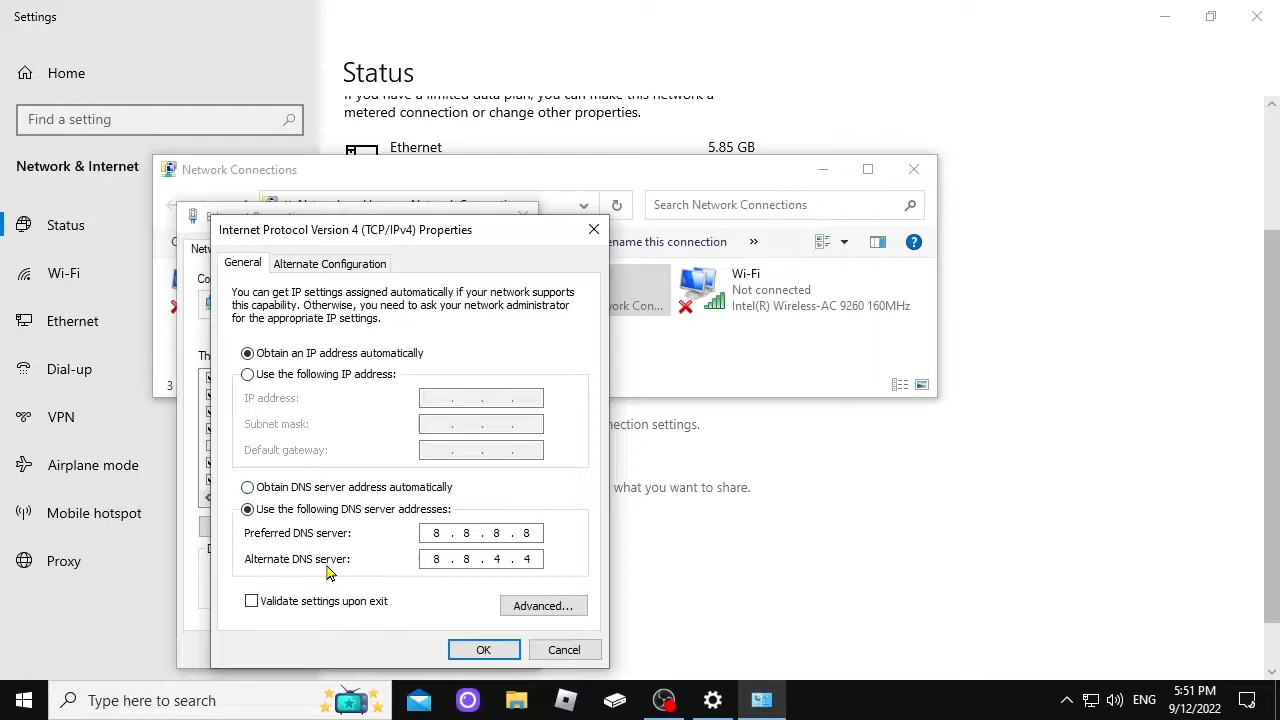 Settings
Home
Find a setting
Network & Internet
Status
Wi-Fi
Ethernet
Dial-up
VPN
Airplane mode
Mobile hotspot
Proxy
Status
metered connection or change other properties.
Ethernet 5.85 GB
Network Connections
Search Network Connections
ename this connection »
Wi-Fi
Not connected
Intel(R) Wireless-AC 9260 160MHz
ork Con...
3
nection settings.
what you want to share.
Internet Protocol Version 4 (TCP/IPv4) Properties
General
Alternate Configuration
You can get IP settings assigned automatically if your network supports
this capability. Otherwise, you need to ask your network administrator
for the appropriate IP settings.
Obtain an IP address automatically
Use the following IP address:
IP address: . . .
Subnet mask: . . .
Default gateway: . . .
Obtain DNS server address automatically
Use the following DNS server addresses:
Preferred DNS server: 8 . 8 . 8 . 8
Alternate DNS server: 8 . 8 . 4 . 4
Validate settings upon exit
Advanced...
OK
Cancel
Type here to search
ENG
5:51 PM
9/12/2022